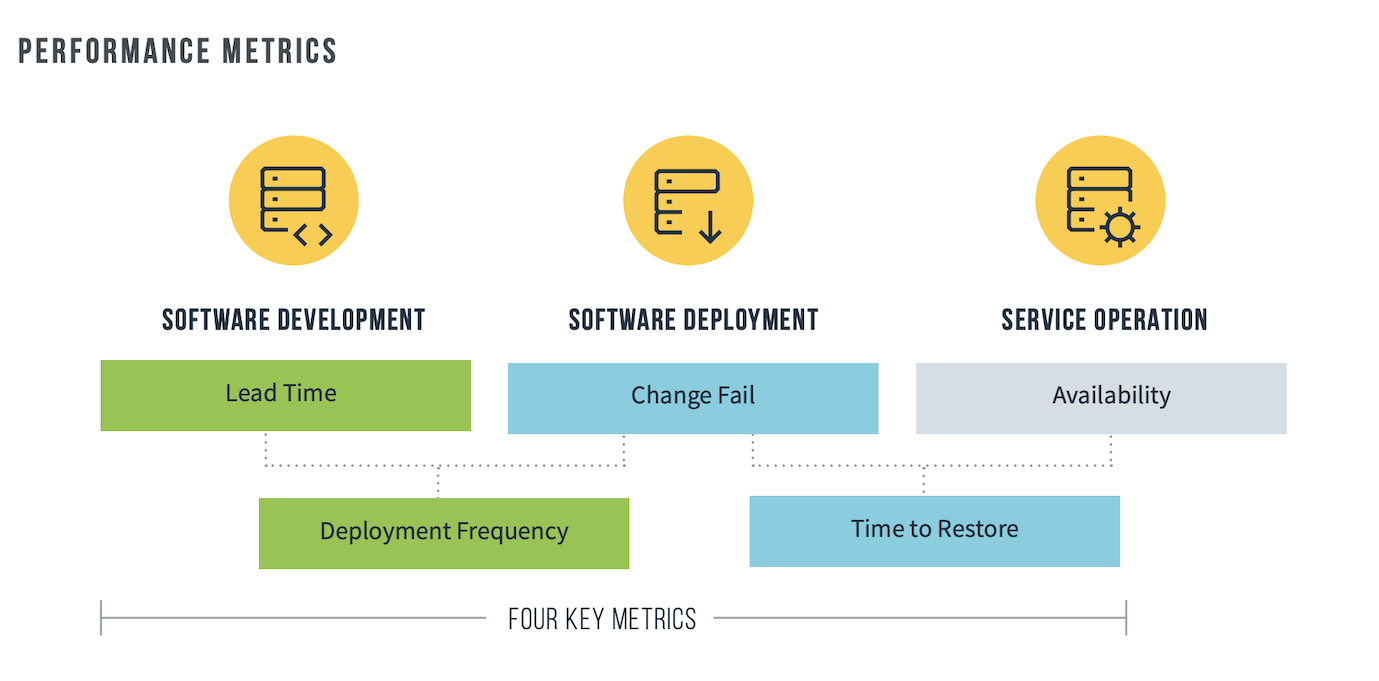 PERFORMANCE METRICS
SOFTWARE DEVELOPMENT
SOFTWARE DEPLOYMENT
SERVICE OPERATION
Lead Time
Change Fail
Availability
Deployment Frequency
Time to Restore
FOUR KEY METRICS